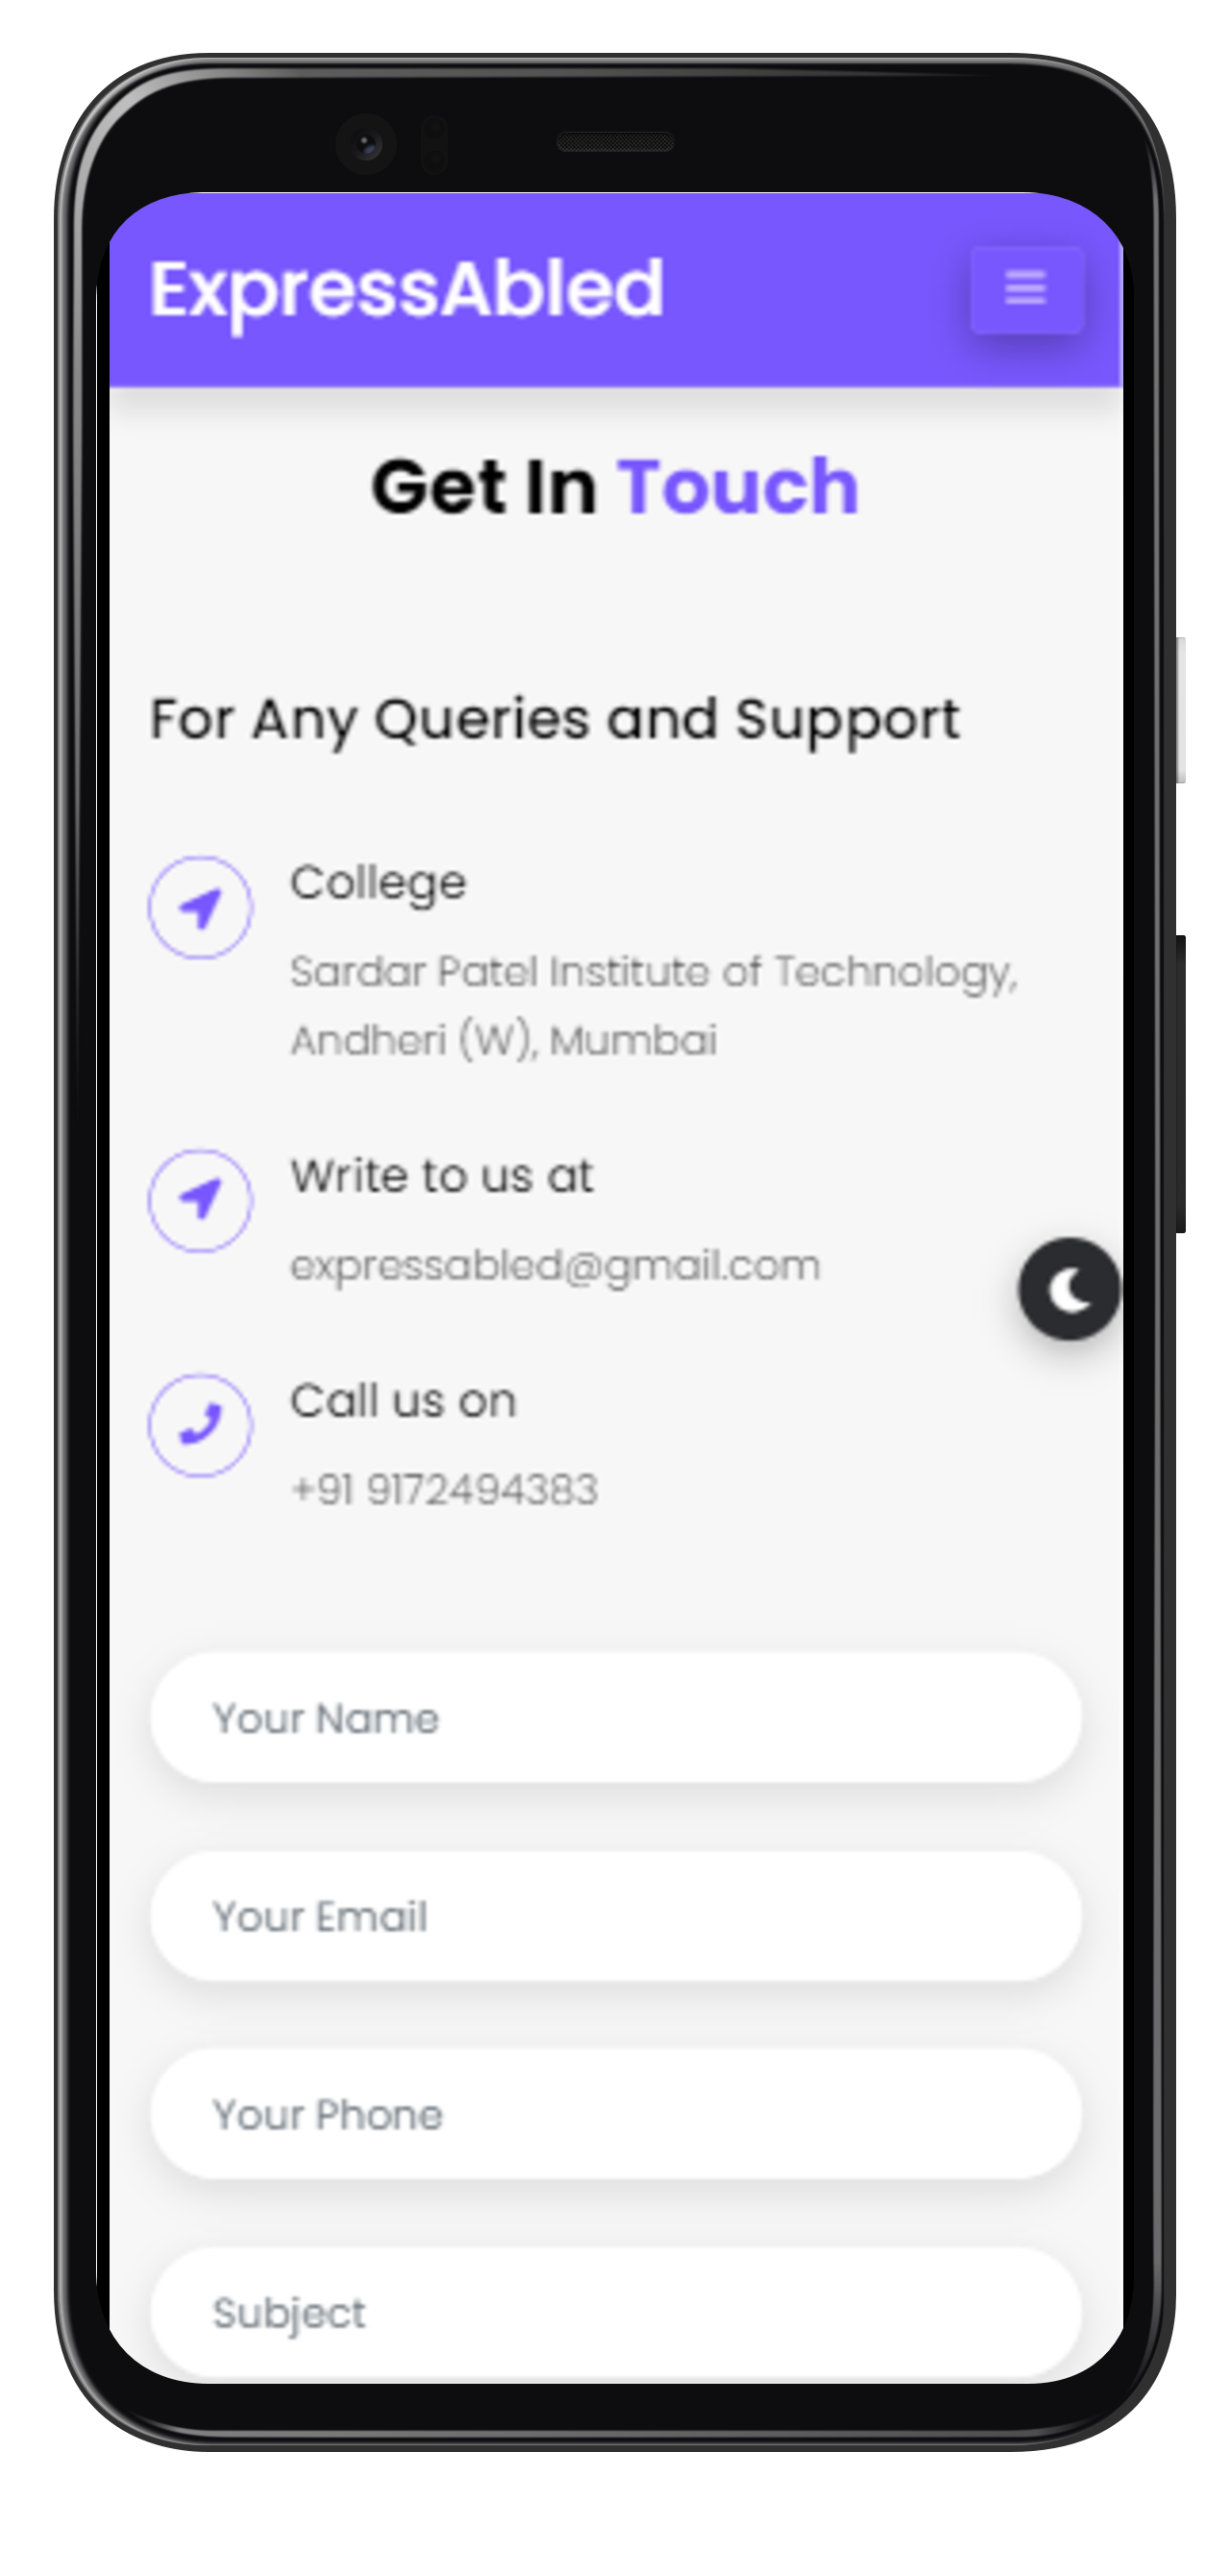 ExpressAbled
Get In Touch
For Any Queries and Support
College
Sardar Patel Institute of Technology,
Andheri (W), Mumbai
Write to us at
expressabled@gmail.com
Call us on
+91 9172494383
Your Name
Your Email
Your Phone
Subject